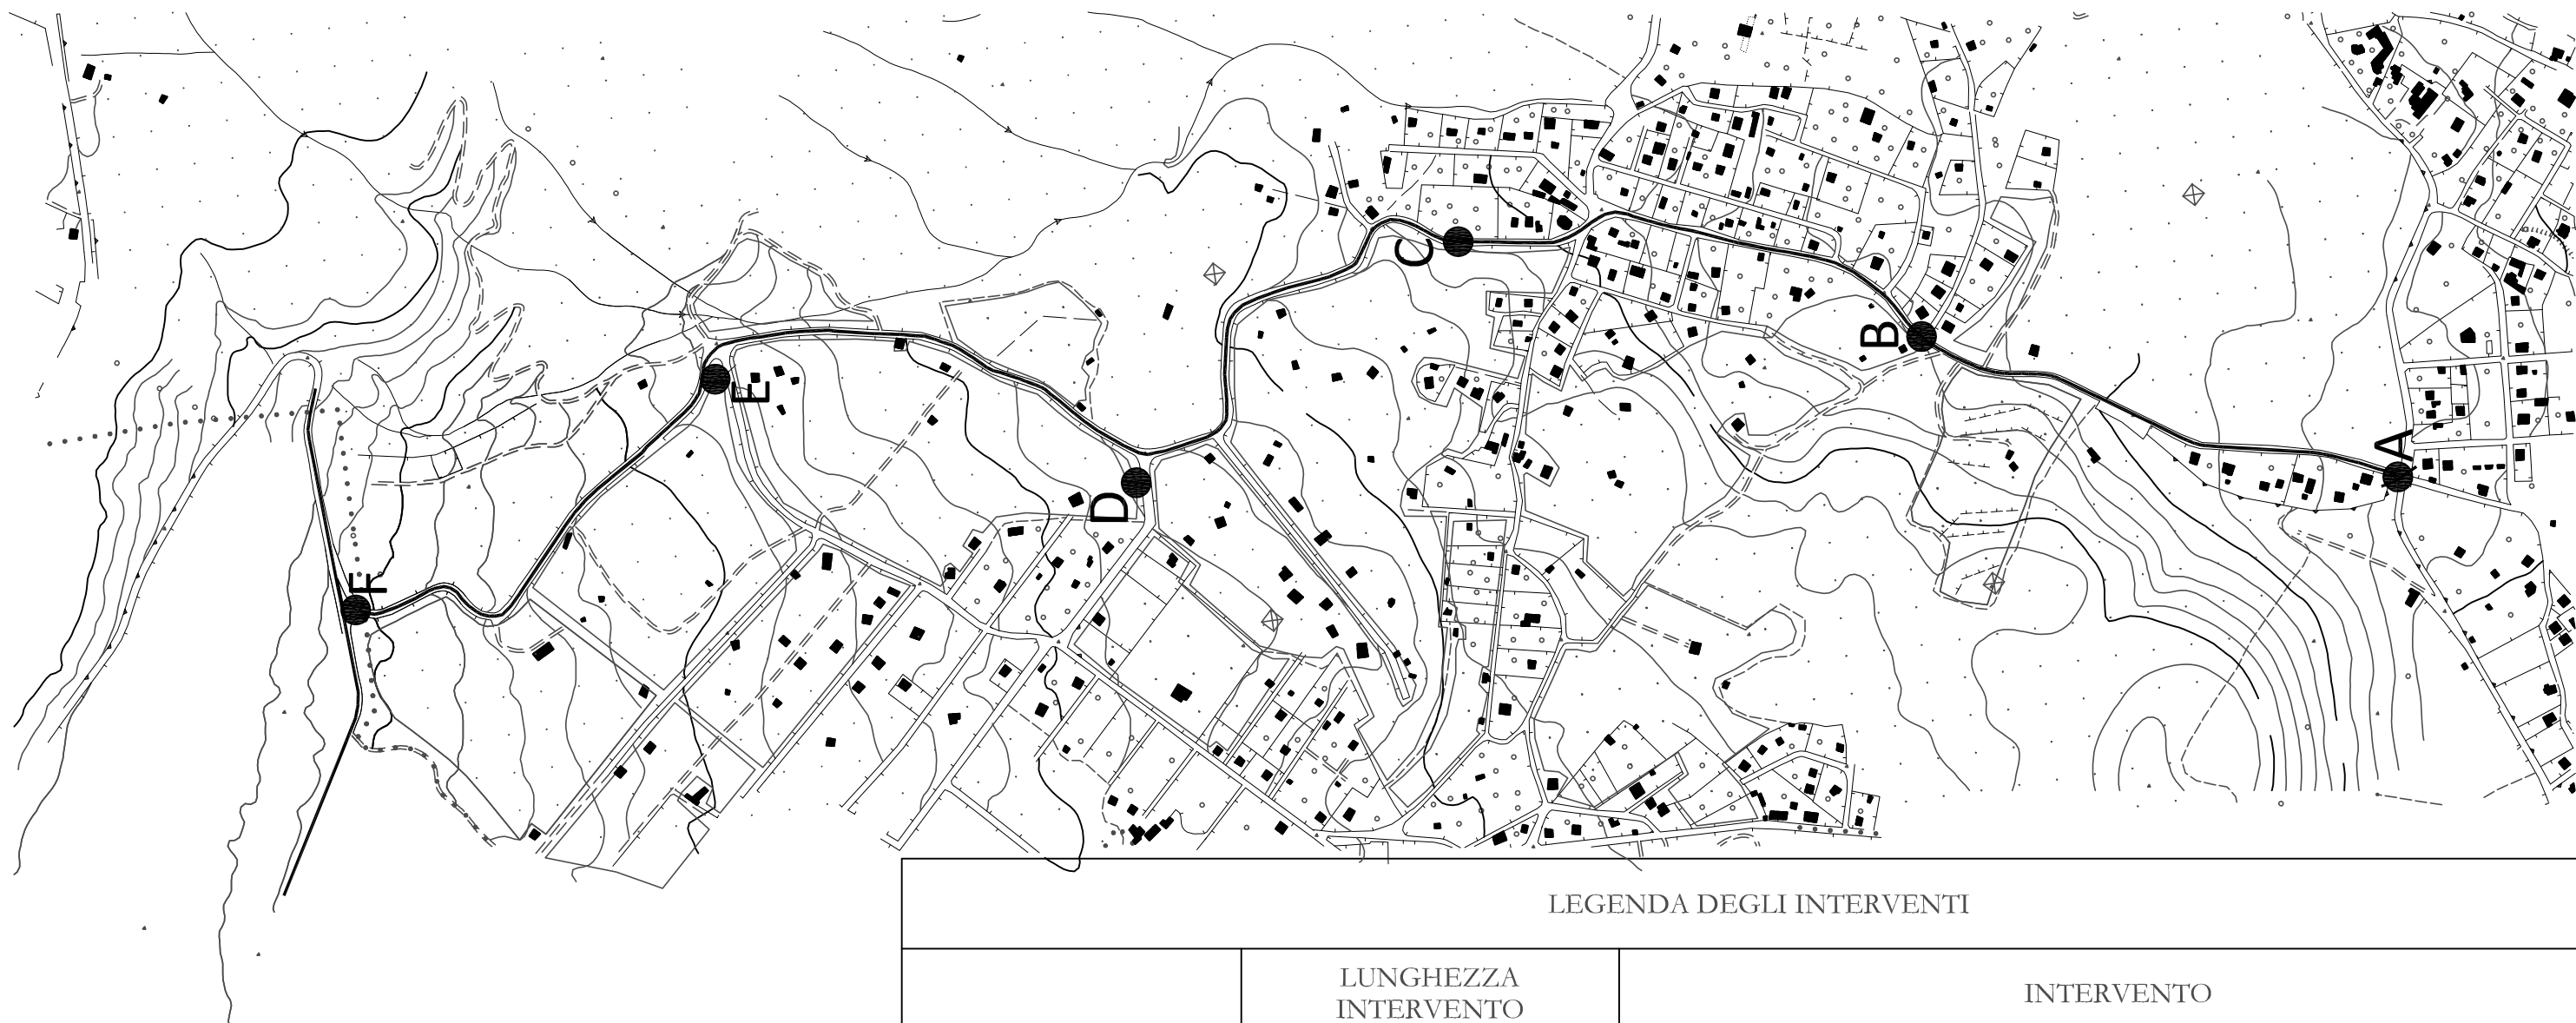 C
B
E
A
D
F
LEGENDA DEGLI INTERVENTI
LUNGHEZZA
INTERVENTO
INTERVENTO